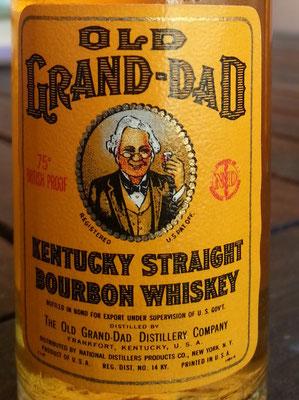 OLD
GRAND-DAD
75°
BRITISH PROOF
REGISTERED U.S. PAT. OFF.
KENTUCKY STRAIGHT
BOURBON WHISKEY
BOTTLED IN BOND FOR EXPORT UNDER SUPERVISION OF U.S. GOVT.
DISTILLED BY
THE OLD GRAND-DAD DISTILLERY COMPANY
FRANKFORT, KENTUCKY, U.S.A.
DISTRIBUTED BY NATIONAL DISTILLERS PRODUCTS CO., NEW YORK, N.Y.
PRODUCT OF U.S.A. REG. DIST. NO. 14 KY. PRINTED IN U.S.A.